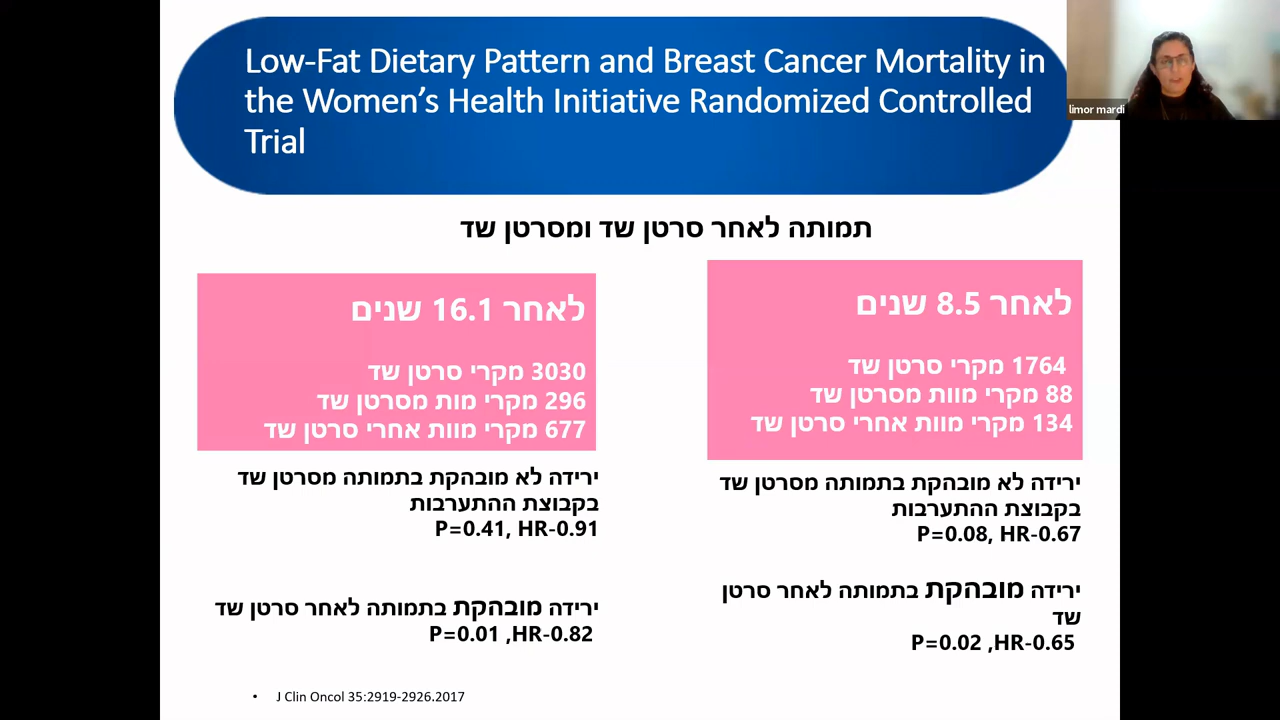 Low-Fat Dietary Pattern and Breast Cancer Mortality in
the Women’s Health Initiative Randomized Controlled
Trial
limor mardi
תמותה לאחר סרטן שד ומסרטן שד
לאחר 8.5 שנים
1764 מקרי סרטן שד
88 מקרי מוות מסרטן שד
134 מקרי מוות אחרי סרטן שד
ירידה לא מובהקת בתמותה מסרטן שד
בקבוצת ההתערבות
P=0.08, HR-0.67
ירידה מובהקת בתמותה לאחר סרטן
שד
P=0.02 ,HR-0.65
לאחר 16.1 שנים
3030 מקרי סרטן שד
296 מקרי מות מסרטן שד
677 מקרי מוות אחרי סרטן שד
ירידה לא מובהקת בתמותה מסרטן שד
בקבוצת ההתערבות
P=0.41, HR-0.91
ירידה מובהקת בתמותה לאחר סרטן שד
P=0.01 ,HR-0.82
• J Clin Oncol 35:2919-2926.2017